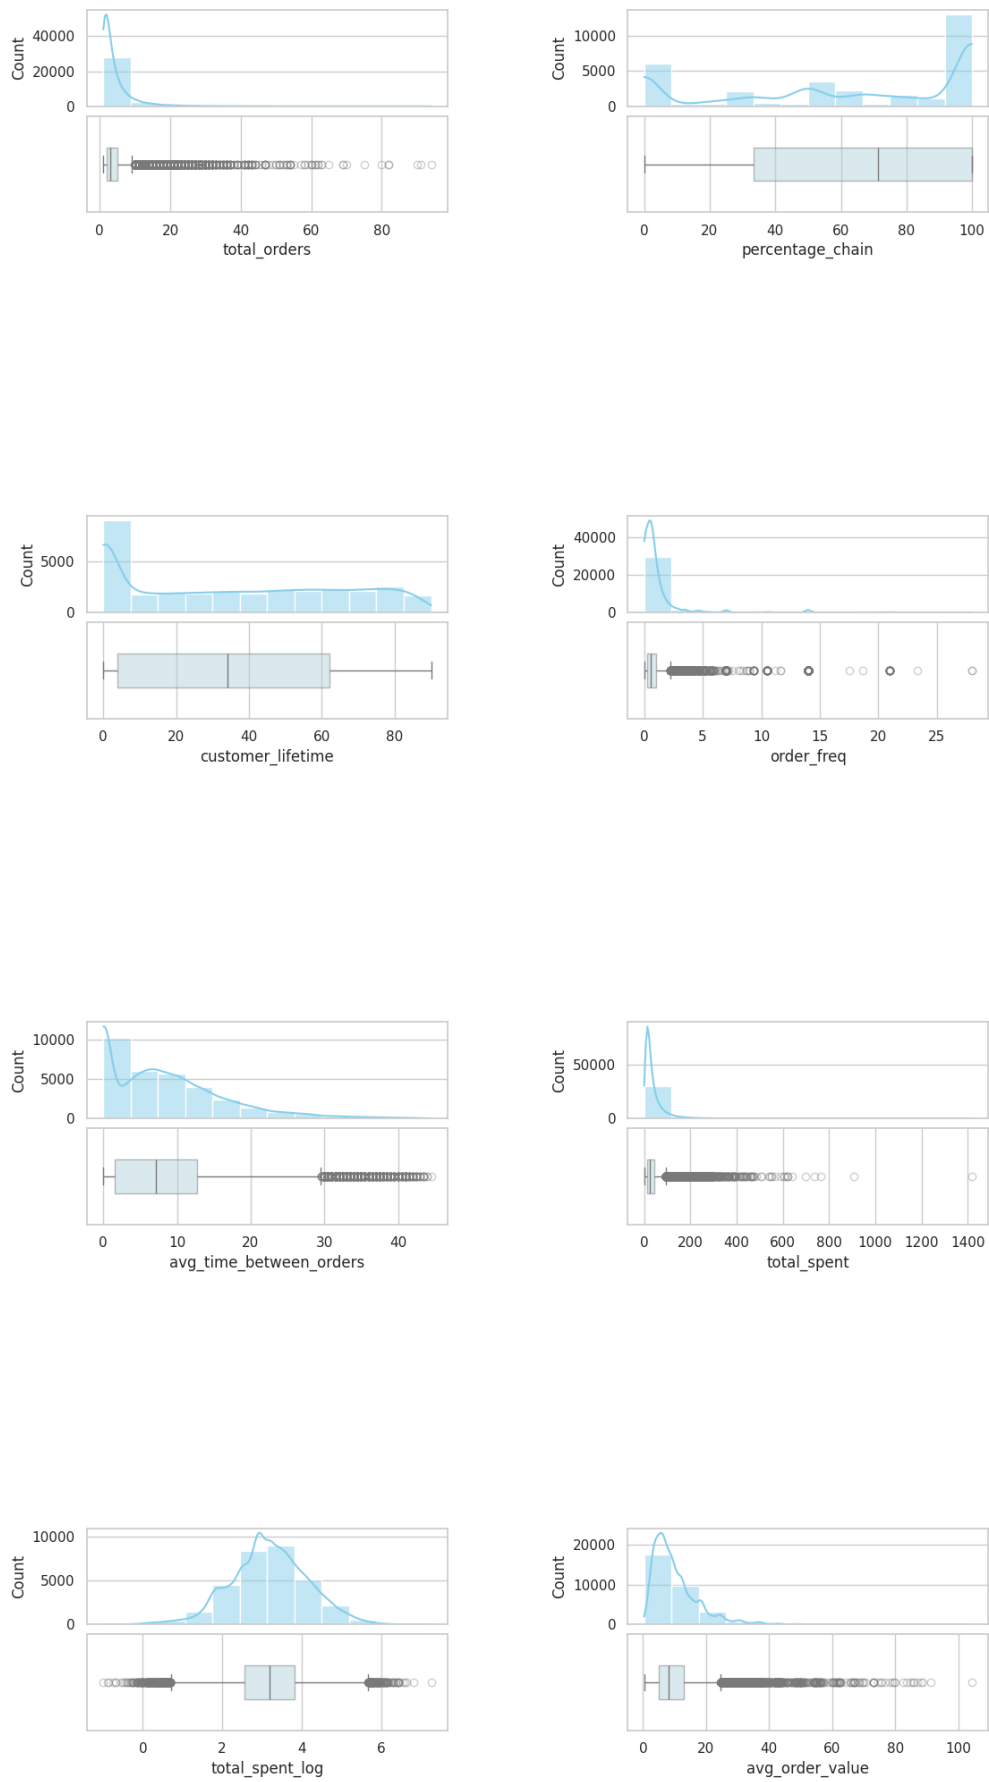 Count
40000
20000
0
0 20 40 60 80
total_orders
Count
10000
5000
0
0 20 40 60 80 100
percentage_chain
Count
5000
0
0 20 40 60 80
customer_lifetime
Count
40000
20000
0
0 5 10 15 20 25
order_freq
Count
10000
5000
0
0 10 20 30 40
avg_time_between_orders
Count
50000
0
0 200 400 600 800 1000 1200 1400
total_spent
Count
10000
5000
0
0 2 4 6
total_spent_log
Count
20000
10000
0
0 20 40 60 80 100
avg_order_value